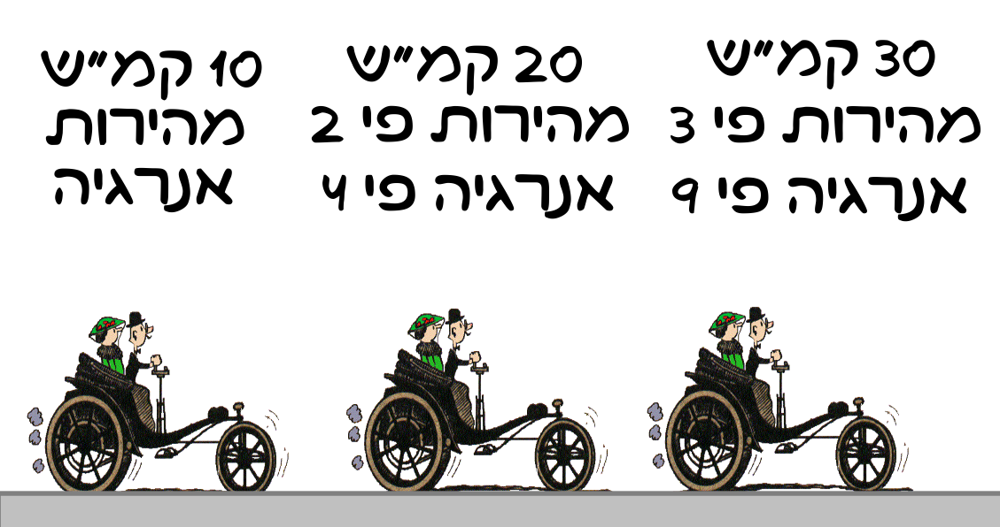 10 קמ"ש
מהירות
אנרגיה
20 קמ"ש
מהירות פי 2
אנרגיה פי 4
30 קמ"ש
מהירות פי 3
אנרגיה פי 9